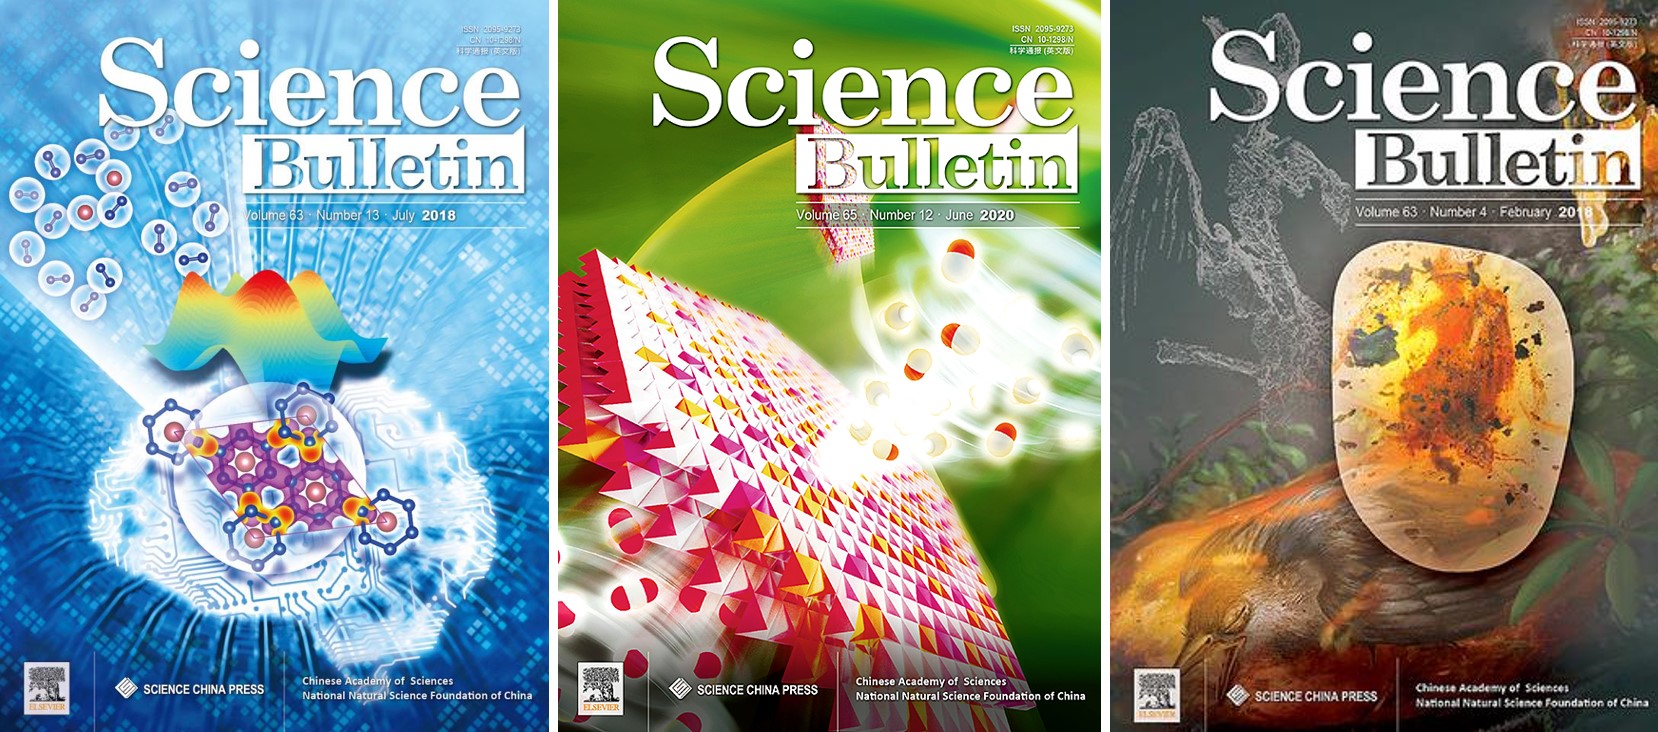 ISSN 2095-9273
CN 10-1298/N
科学通报 (英文版)
Science
Bulletin
Volume 63 · Number 13 · July 2018
ELSEVIER
SCIENCE CHINA PRESS
Chinese Academy of Sciences
National Natural Science Foundation of China
ISSN 2095-9273
CN 10-1298/N
科学通报 (英文版)
Science
Bulletin
Volume 65 · Number 12 · June 2020
ELSEVIER
SCIENCE CHINA PRESS
Chinese Academy of Sciences
National Natural Science Foundation of China
ISSN 2095-9273
CN 10-1298/N
科学通报 (英文版)
Science
Bulletin
Volume 63 · Number 4 · February 2018
ELSEVIER
SCIENCE CHINA PRESS
Chinese Academy of Sciences
National Natural Science Foundation of China